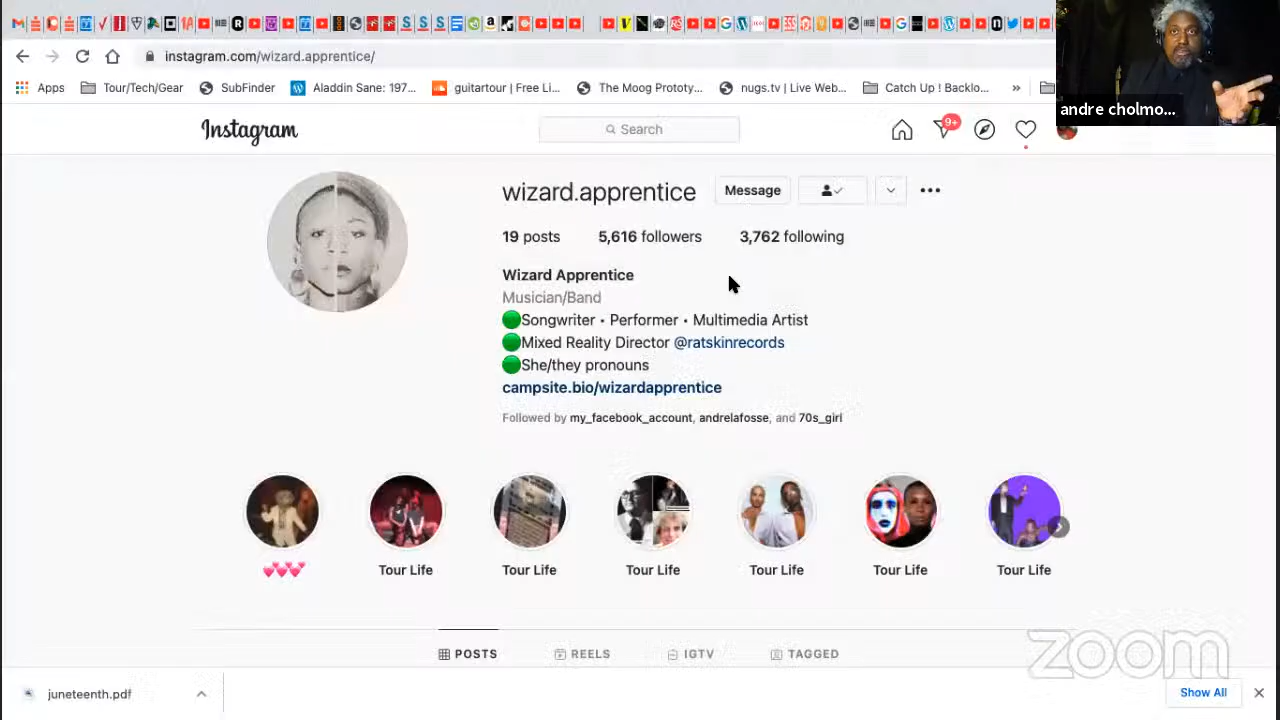 instagram.com/wizard.apprentice/
Apps Tour/Tech/Gear SubFinder Aladdin Sane: 197... guitartour | Free Li... The Moog Prototy... nugs.tv | Live Web... Catch Up ! Backlo... »
andre cholmo...
Instagram
Search
9+
wizard.apprentice Message
19 posts 5,616 followers 3,762 following
Wizard Apprentice
Musician/Band
Songwriter • Performer • Multimedia Artist
Mixed Reality Director @ratskinrecords
She/they pronouns
campsite.bio/wizardapprentice
Followed by my_facebook_account, andrelafosse, and 70s_girl
💕💕💕 Tour Life Tour Life Tour Life Tour Life Tour Life Tour Life
POSTS REELS IGTV TAGGED
zoom
juneteenth.pdf Show All